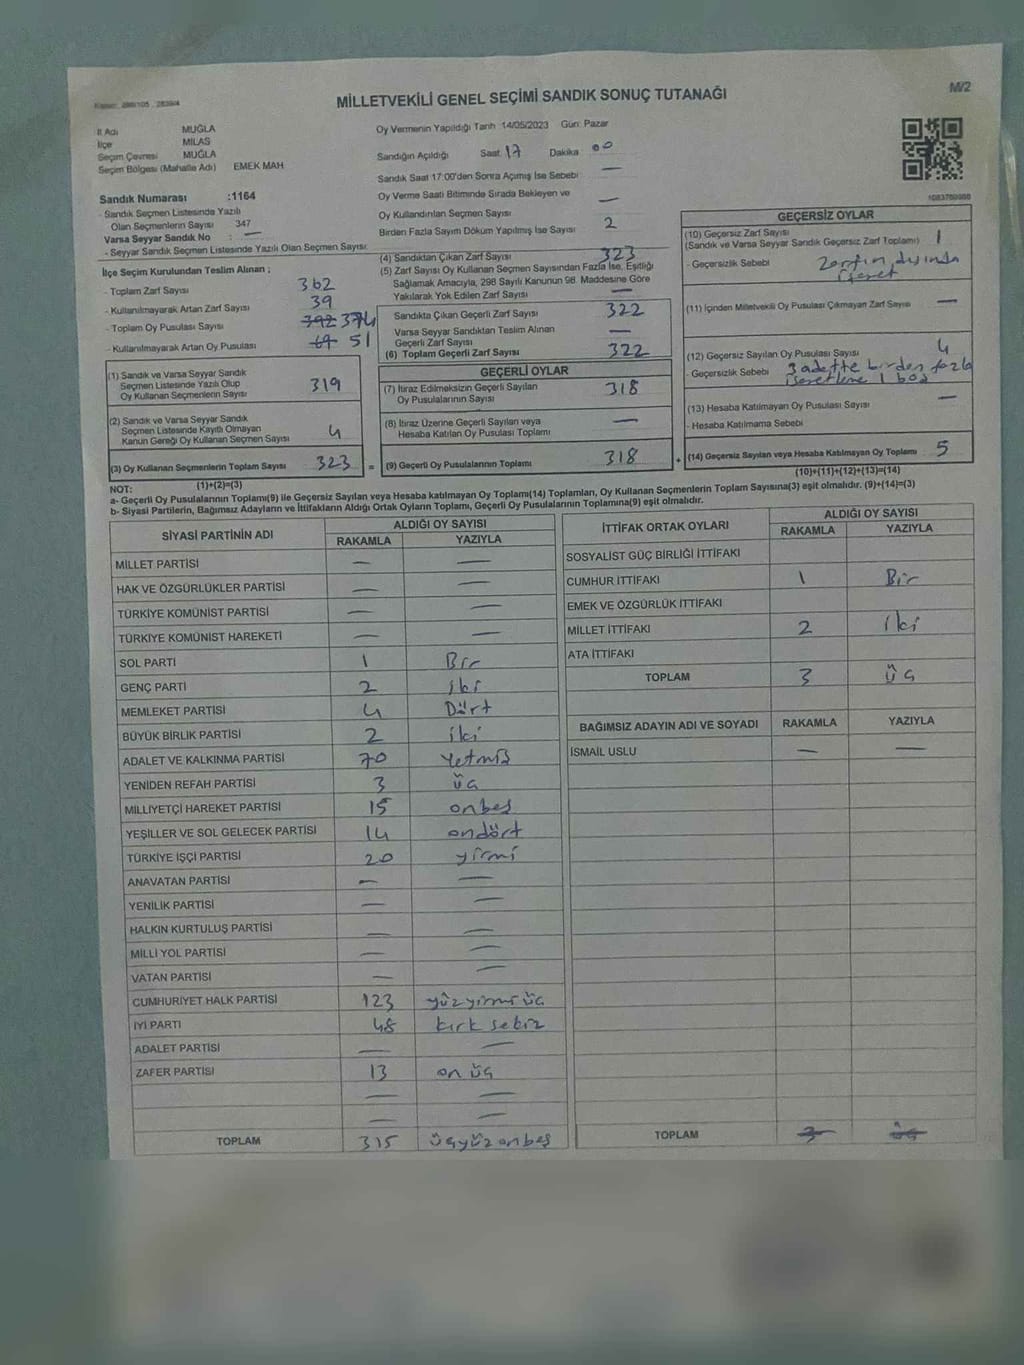 MİLLETVEKİLİ GENEL SEÇİMİ SANDIK SONUÇ TUTANAĞI
M/2
İl Adı MUĞLA
İlçe MİLAS
Seçim Çevresi MUĞLA
Seçim Bölgesi (Mahalle Adı) EMEK MAH
Sandık Numarası :1164
- Sandık Seçmen Listesinde Yazılı
Olan Seçmenlerin Sayısı 347
Varsa Seyyar Sandık No : —
- Seyyar Sandık Seçmen Listesinde Yazılı Olan Seçmen Sayısı:
İlçe Seçim Kurulundan Teslim Alınan ;
- Toplam Zarf Sayısı 362
- Kullanılmayarak Artan Zarf Sayısı 39
- Toplam Oy Pusulası Sayısı 392 374
- Kullanılmayarak Artan Oy Pusulası 69 51
(1) Sandık ve Varsa Seyyar Sandık
Seçmen Listesinde Yazılı Olup
Oy Kullanan Seçmenlerin Sayısı 319
(2) Sandık ve Varsa Seyyar Sandık
Seçmen Listesinde Kayıtlı Olmayan
Kanun Gereği Oy Kullanan Seçmen Sayısı 4
(3) Oy Kullanan Seçmenlerin Toplam Sayısı 323
(1)+(2)=(3)
Oy Vermenin Yapıldığı Tarih 14/05/2023 Gün: Pazar
Sandığın Açıldığı Saat 17 Dakika 00
Sandık Saat 17:00'den Sonra Açımış İse Sebebi —
Oy Verme Saati Bitiminde Sırada Bekleyen ve
Oy Kullandırılan Seçmen Sayısı —
Birden Fazla Sayım Döküm Yapılmış İse Sayısı 2
(4) Sandıktan Çıkan Zarf Sayısı 323
(5) Zarf Sayısı Oy Kullanan Seçmen Sayısından Fazla İse, Eşitliği
Sağlamak Amacıyla, 298 Sayılı Kanunun 98. Maddesine Göre
Yakılarak Yok Edilen Zarf Sayısı —
Sandıkta Çıkan Geçerli Zarf Sayısı 322
Varsa Seyyar Sandıktan Teslim Alınan
Geçerli Zarf Sayısı —
(6) Toplam Geçerli Zarf Sayısı 322
GEÇERLİ OYLAR
(7) İtiraz Edilmeksizin Geçerli Sayılan
Oy Pusulalarının Sayısı 318
(8) İtiraz Üzerine Geçerli Sayılan veya
Hesaba Katılan Oy Pusulası Toplamı —
= (9) Geçerli Oy Pusulalarının Toplamı 318
GEÇERSİZ OYLAR
(10) Geçersiz Zarf Sayısı 1
(Sandık ve Varsa Seyyar Sandık Geçersiz Zarf Toplamı)
- Geçersizlik Sebebi Zarfın dışında
işaret
(11) İçinden Milletvekili Oy Pusulası Çıkmayan Zarf Sayısı —
(12) Geçersiz Sayılan Oy Pusulası Sayısı 4
- Geçersizlik Sebebi 3 adette birden fazla
işaretleme 1 boş
(13) Hesaba Katılmayan Oy Pusulası Sayısı —
- Hesaba Katılmama Sebebi
+ (14) Geçersiz Sayılan veya Hesaba Katılmayan Oy Toplamı 5
(10)+(11)+(12)+(13)=(14)
NOT:
a- Geçerli Oy Pusulalarının Toplamı(9) ile Geçersiz Sayılan veya Hesaba katılmayan Oy Toplamı(14) Toplamları, Oy Kullanan Seçmenlerin Toplam Sayısına(3) eşit olmalıdır. (9)+(14)=(3)
b- Siyasi Partilerin, Bağımsız Adayların ve İttifakların Aldığı Ortak Oyların Toplamı, Geçerli Oy Pusulalarının Toplamına(9) eşit olmalıdır.
SİYASİ PARTİNİN ADI ALDIĞI OY SAYISI
RAKAMLA YAZIYLA
MİLLET PARTİSİ — —
HAK VE ÖZGÜRLÜKLER PARTİSİ — —
TÜRKİYE KOMÜNİST PARTİSİ — —
TÜRKİYE KOMÜNİST HAREKETİ — —
SOL PARTİ 1 Bir
GENÇ PARTİ 2 iki
MEMLEKET PARTİSİ 4 Dört
BÜYÜK BİRLİK PARTİSİ 2 iki
ADALET VE KALKINMA PARTİSİ 70 Yetmiş
YENİDEN REFAH PARTİSİ 3 üç
MİLLİYETÇİ HAREKET PARTİSİ 15 onbeş
YEŞİLLER VE SOL GELECEK PARTİSİ 14 ondört
TÜRKİYE İŞÇİ PARTİSİ 20 yirmi
ANAVATAN PARTİSİ — —
YENİLİK PARTİSİ — —
HALKIN KURTULUŞ PARTİSİ — —
MİLLİ YOL PARTİSİ — —
VATAN PARTİSİ — —
CUMHURİYET HALK PARTİSİ 123 yüzyirmi üç
İYİ PARTİ 48 kırk sekiz
ADALET PARTİSİ — —
ZAFER PARTİSİ 13 on üç
— —
— —
TOPLAM 315 üçyüz onbeş
İTTİFAK ORTAK OYLARI ALDIĞI OY SAYISI
RAKAMLA YAZIYLA
SOSYALİST GÜÇ BİRLİĞİ İTTİFAKI
CUMHUR İTTİFAKI 1 Bir
EMEK VE ÖZGÜRLÜK İTTİFAKI
MİLLET İTTİFAKI 2 iki
ATA İTTİFAKI
TOPLAM 3 üç
BAĞIMSIZ ADAYIN ADI VE SOYADI RAKAMLA YAZIYLA
İSMAİL USLU — —
TOPLAM 3 üç